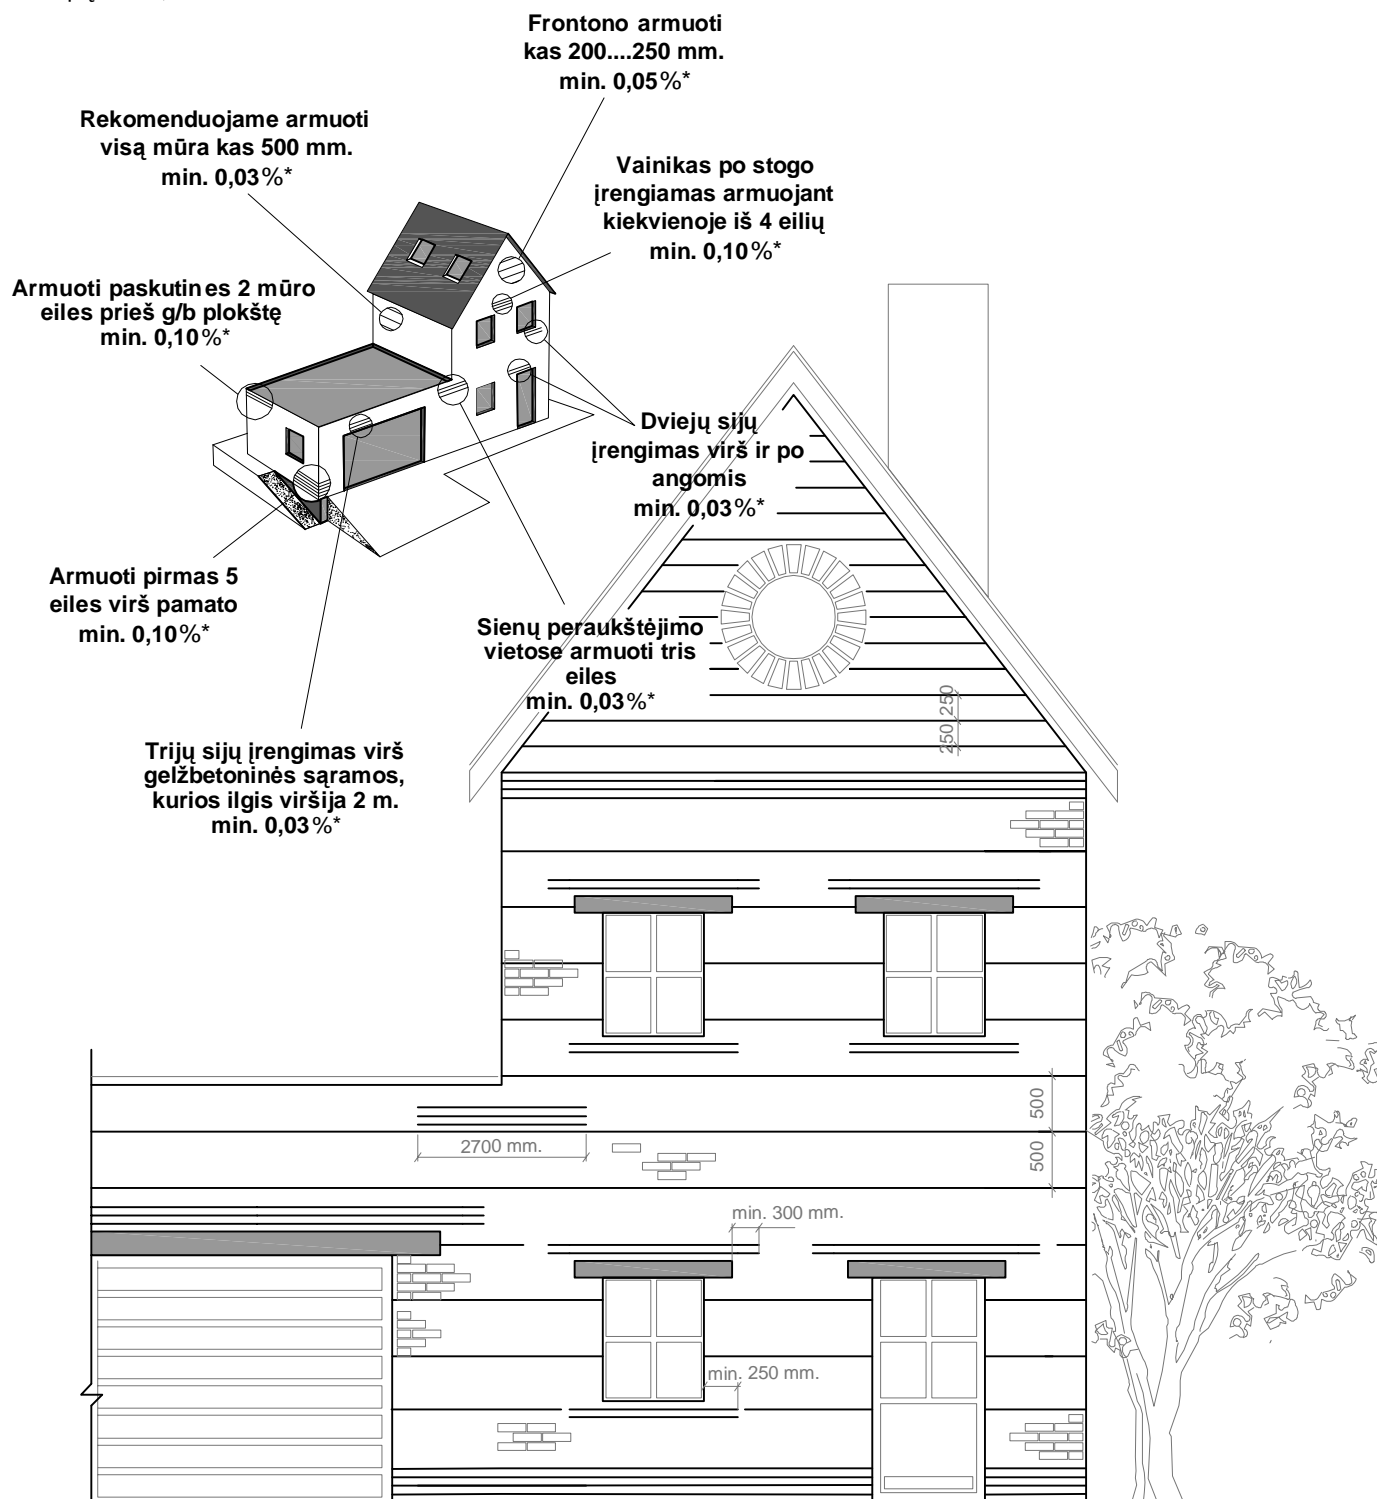 Frontono armuoti
kas 200....250 mm.
min. 0,05%*
Rekomenduojame armuoti
visą mūra kas 500 mm.
min. 0,03%*
Vainikas po stogo
įrengiamas armuojant
kiekvienoje iš 4 eilių
min. 0,10%*
Armuoti paskutines 2 mūro
eiles prieš g/b plokštę
min. 0,10%*
Dviejų sijų
įrengimas virš ir po
angomis
min. 0,03%*
Armuoti pirmas 5
eiles virš pamato
min. 0,10%*
Sienų peraukštėjimo
vietose armuoti tris
eiles
min. 0,03%*
Trijų sijų įrengimas virš
gelžbetoninės sąramos,
kurios ilgis viršija 2 m.
min. 0,03%*
250
250
500
500
2700 mm.
min. 300 mm.
min. 250 mm.